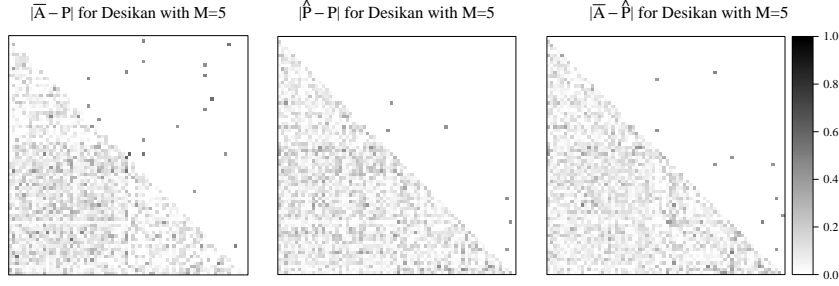 |A̅ – P| for Desikan with M=5
|P̂ – P| for Desikan with M=5
|A̅ – P̂| for Desikan with M=5
1.0
0.8
0.6
0.4
0.2
0.0